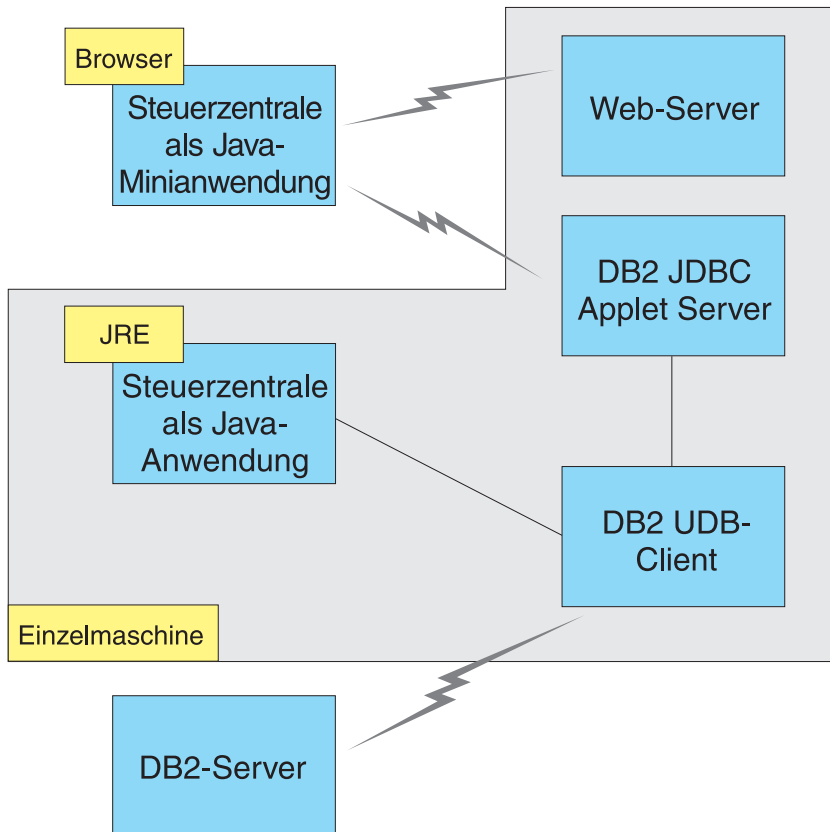 Browser
Steuerzentrale
als Java-
Minianwendung
Web-Server
DB2 JDBC
Applet Server
JRE
Steuerzentrale
als Java-
Anwendung
DB2 UDB-
Client
Einzelmaschine
DB2-Server